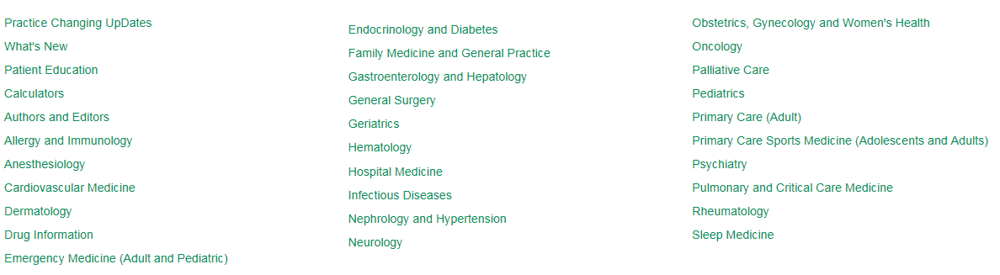 Practice Changing UpDates
What's New
Patient Education
Calculators
Authors and Editors
Allergy and Immunology
Anesthesiology
Cardiovascular Medicine
Dermatology
Drug Information
Emergency Medicine (Adult and Pediatric)
Endocrinology and Diabetes
Family Medicine and General Practice
Gastroenterology and Hepatology
General Surgery
Geriatrics
Hematology
Hospital Medicine
Infectious Diseases
Nephrology and Hypertension
Neurology
Obstetrics, Gynecology and Women's Health
Oncology
Palliative Care
Pediatrics
Primary Care (Adult)
Primary Care Sports Medicine (Adolescents and Adults)
Psychiatry
Pulmonary and Critical Care Medicine
Rheumatology
Sleep Medicine